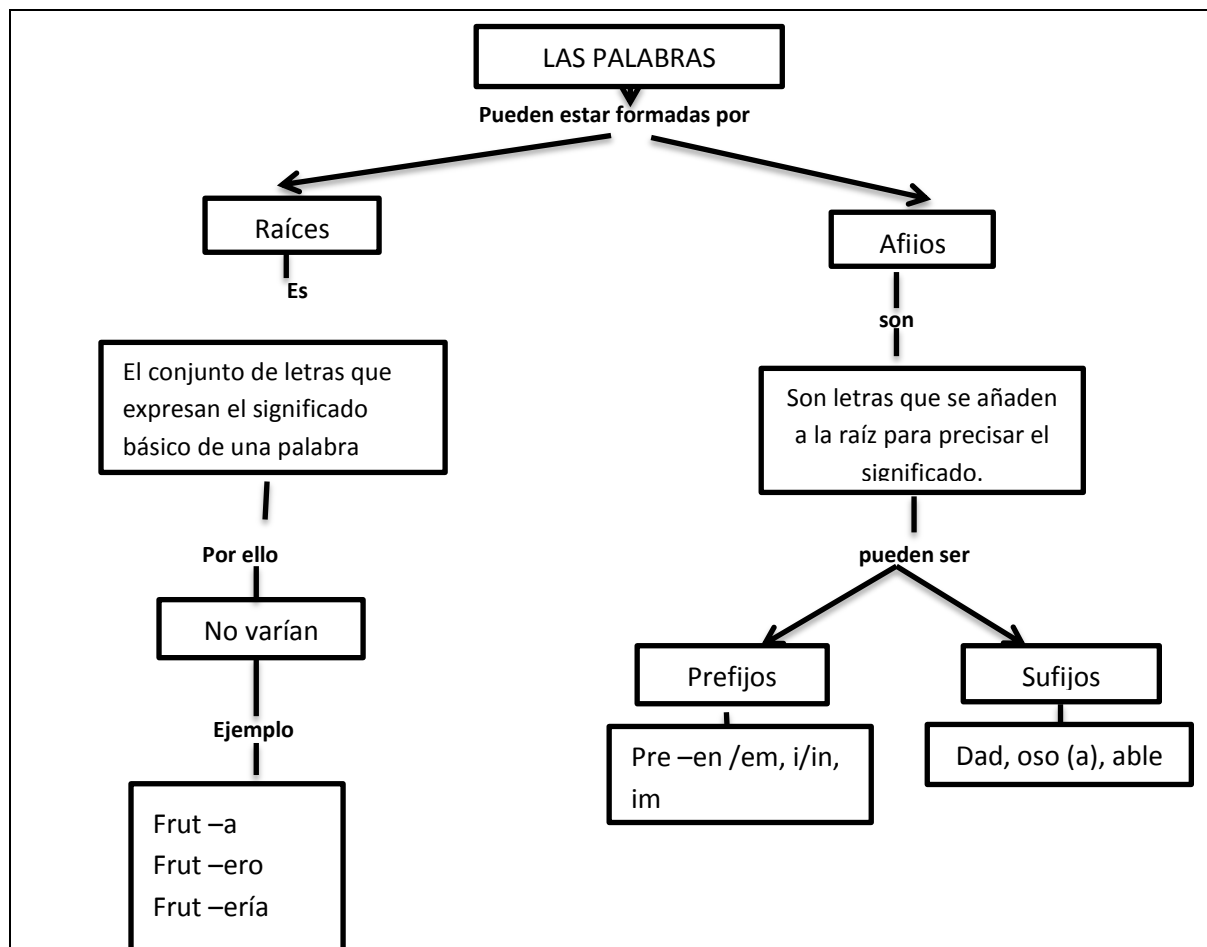 LAS PALABRAS
Pueden estar formadas por
Raíces
Es
El conjunto de letras que
expresan el significado
básico de una palabra
Por ello
No varían
Ejemplo
Frut –a
Frut –ero
Frut –ería
Afijos
son
Son letras que se añaden
a la raíz para precisar el
significado.
pueden ser
Prefijos
Pre –en /em, i/in,
im
Sufijos
Dad, oso (a), able